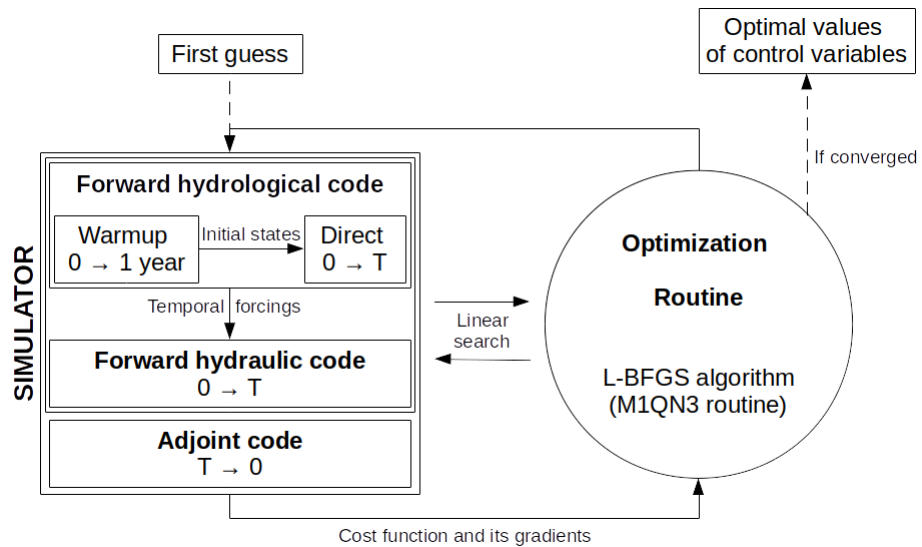 First guess
Optimal values
of control variables
If converged
SIMULATOR
Forward hydrological code
Warmup
0 → 1 year
Initial states
Direct
0 → T
Temporal forcings
Forward hydraulic code
0 → T
Adjoint code
T → 0
Linear
search
Optimization
Routine
L-BFGS algorithm
(M1QN3 routine)
Cost function and its gradients